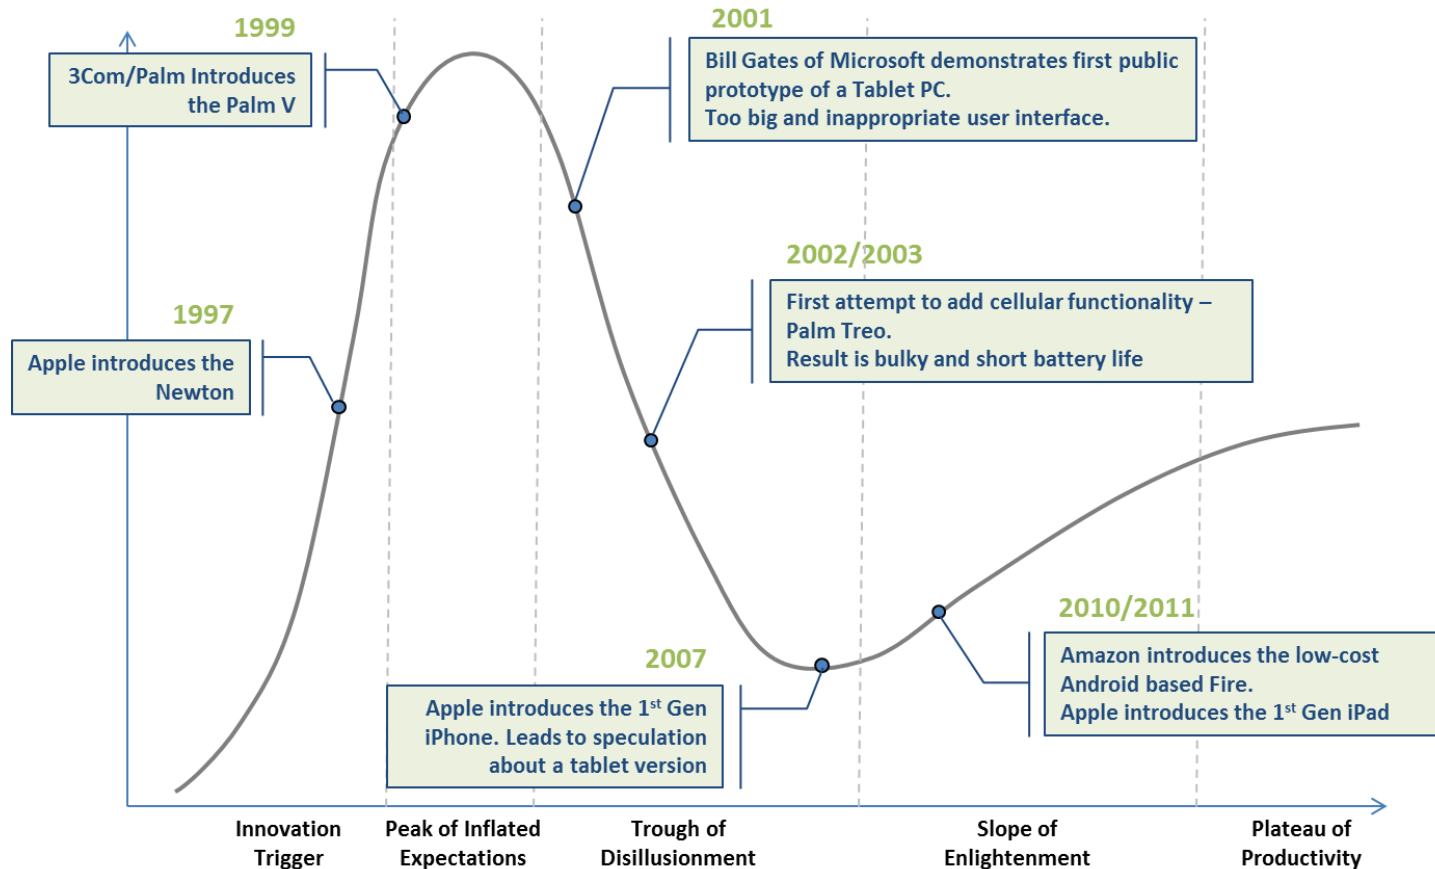 1999
3Com/Palm Introduces
the Palm V
2001
Bill Gates of Microsoft demonstrates first public
prototype of a Tablet PC.
Too big and inappropriate user interface.
2002/2003
First attempt to add cellular functionality –
Palm Treo.
Result is bulky and short battery life
1997
Apple introduces the
Newton
2007
Apple introduces the 1st Gen
iPhone. Leads to speculation
about a tablet version
2010/2011
Amazon introduces the low-cost
Android based Fire.
Apple introduces the 1st Gen iPad
Innovation
Trigger
Peak of Inflated
Expectations
Trough of
Disillusionment
Slope of
Enlightenment
Plateau of
Productivity